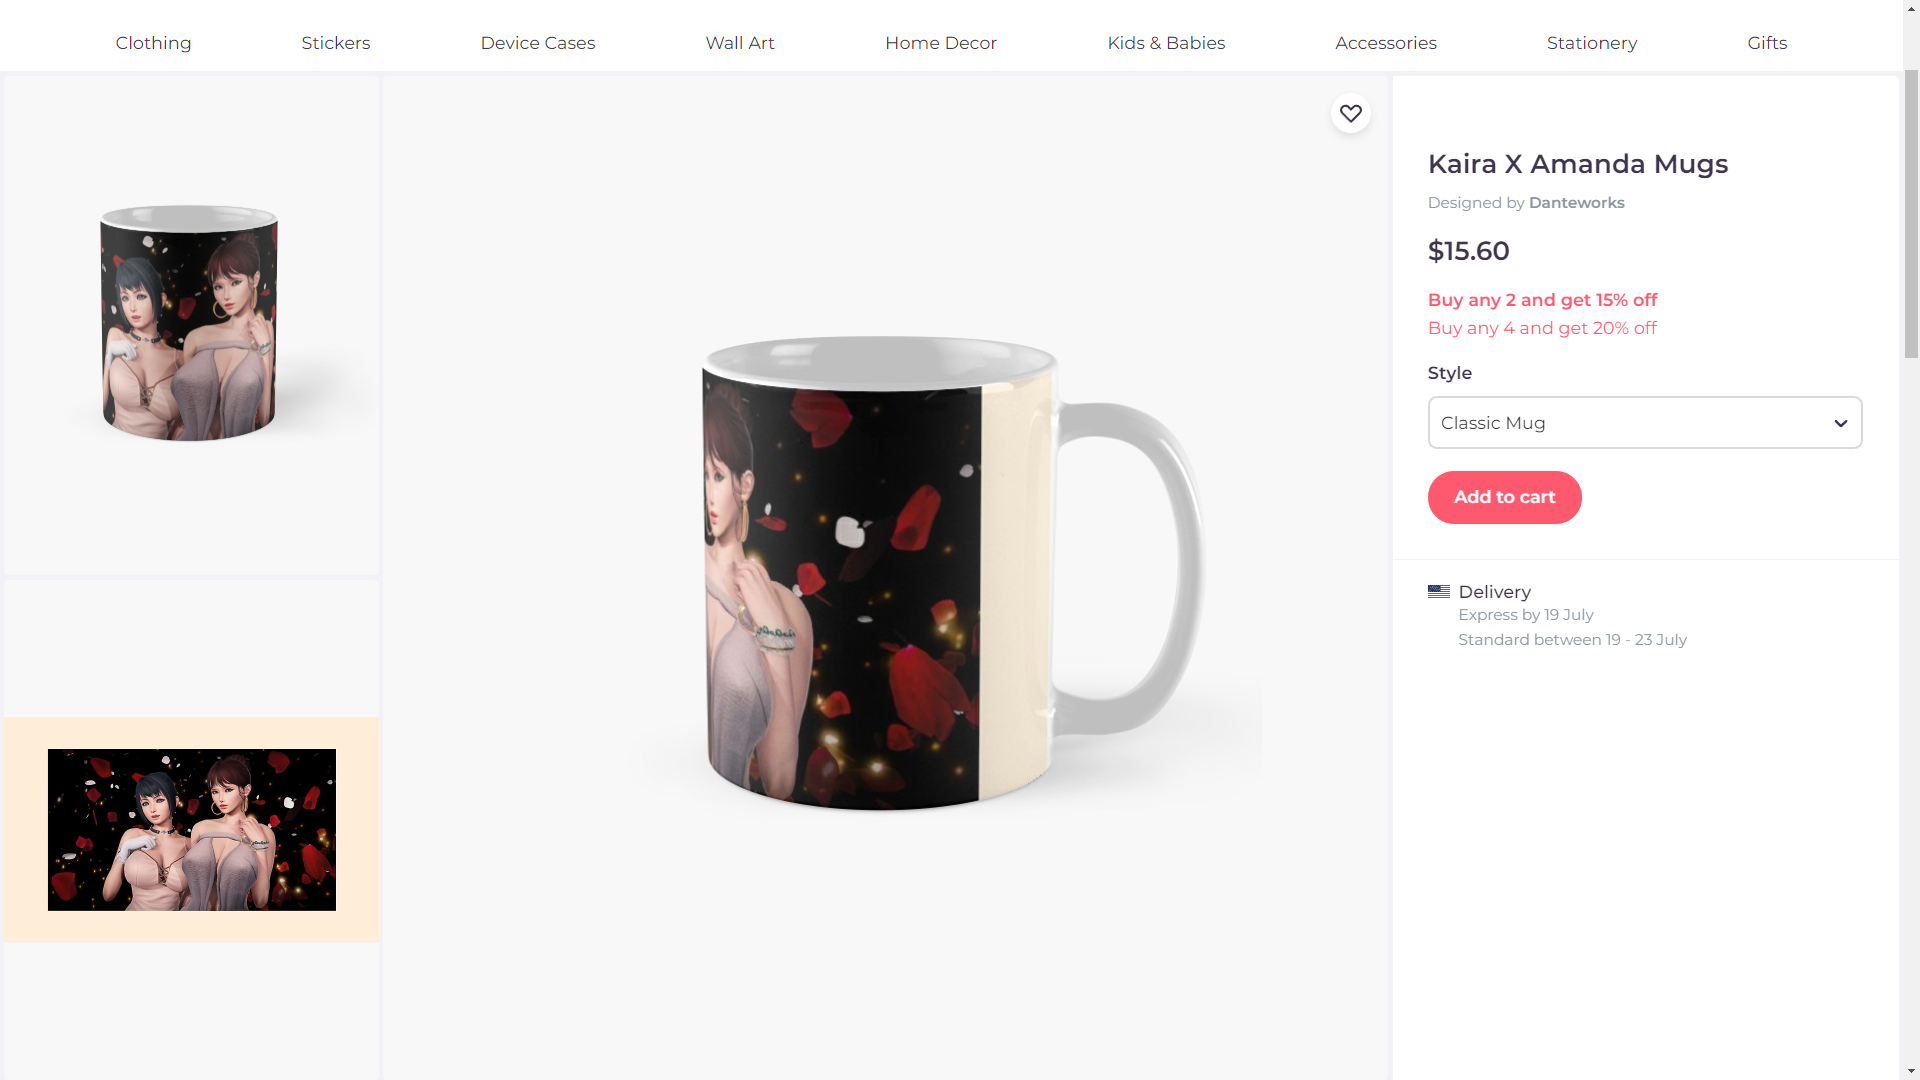 Clothing
Stickers
Device Cases
Wall Art
Home Decor
Kids & Babies
Accessories
Stationery
Gifts
Kaira X Amanda Mugs
Designed by Danteworks
$15.60
Buy any 2 and get 15% off
Buy any 4 and get 20% off
Style
Classic Mug
Add to cart
Delivery
Express by 19 July
Standard between 19 - 23 July